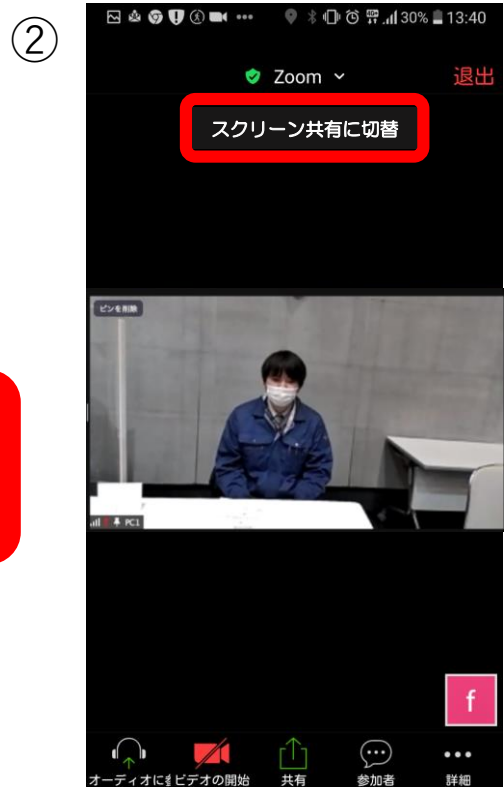 ②
30% 13:40
Zoom 退出
スクリーン共有に切替
ピンを削除
PC1
f
オーディオに ビデオの開始 共有 参加者 詳細